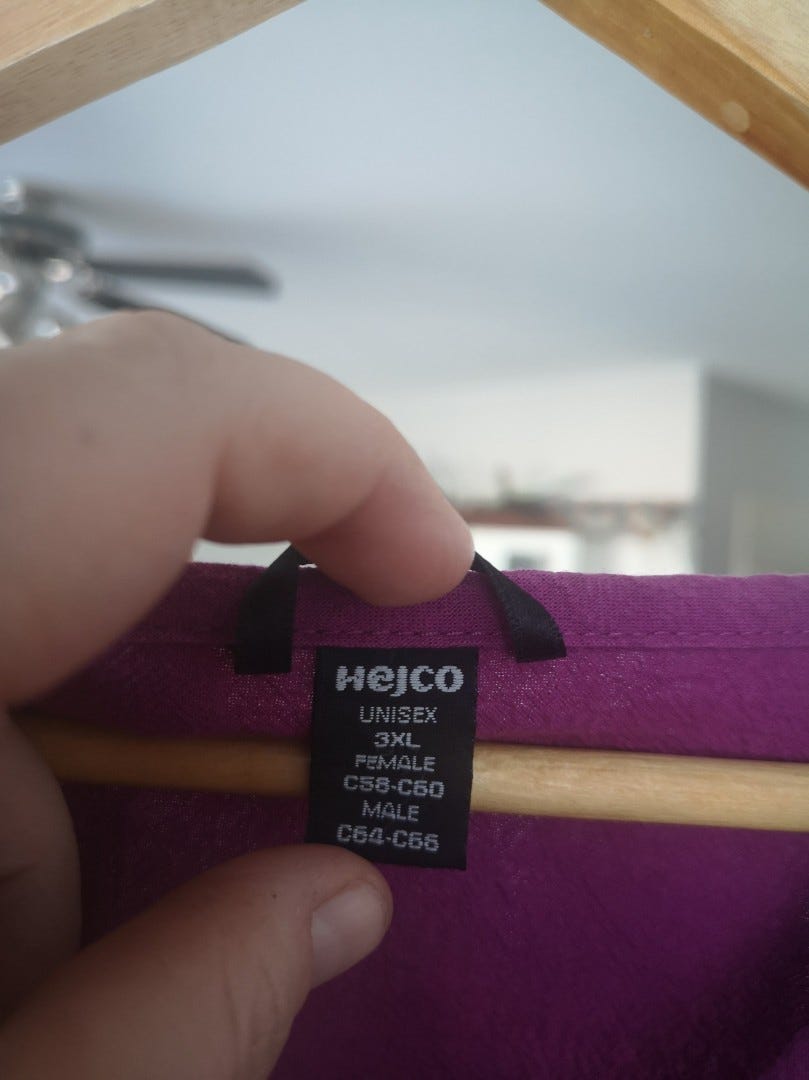 Hejco
UNISEX
3XL
FEMALE
C58-C60
MALE
C64-C66